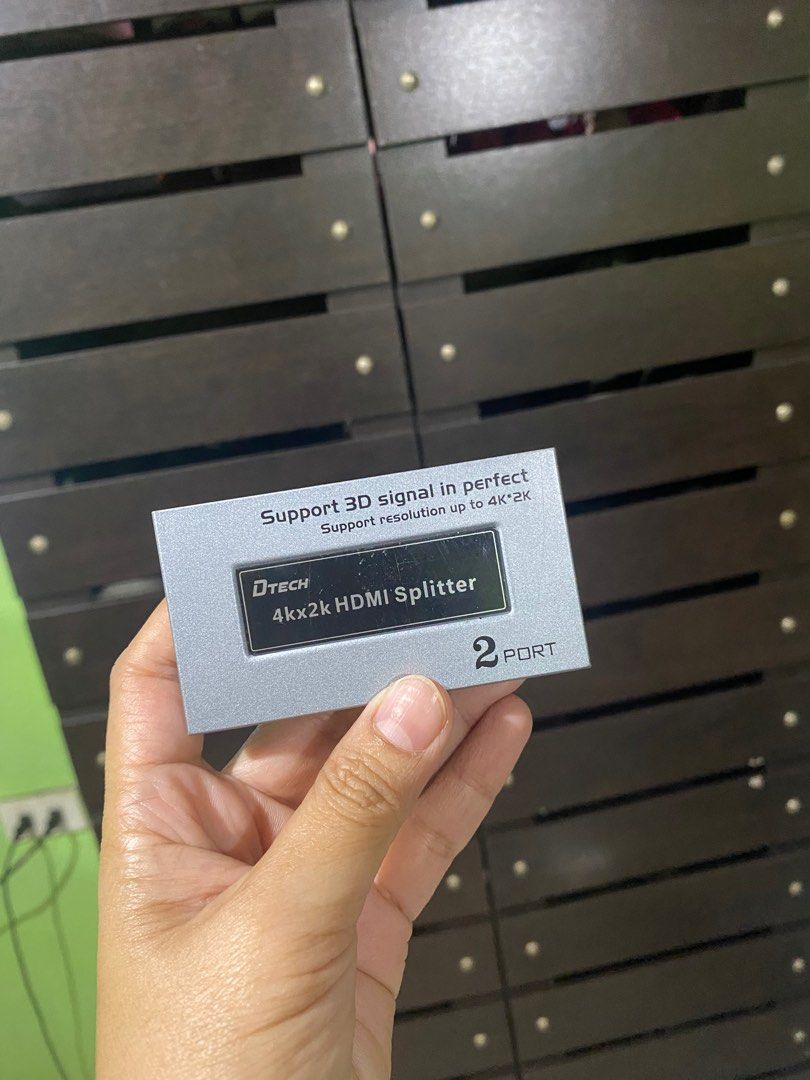 Support 3D signal in perfect
Support resolution up to 4K*2K
DTECH
4kx2k HDMI Splitter
2 PORT